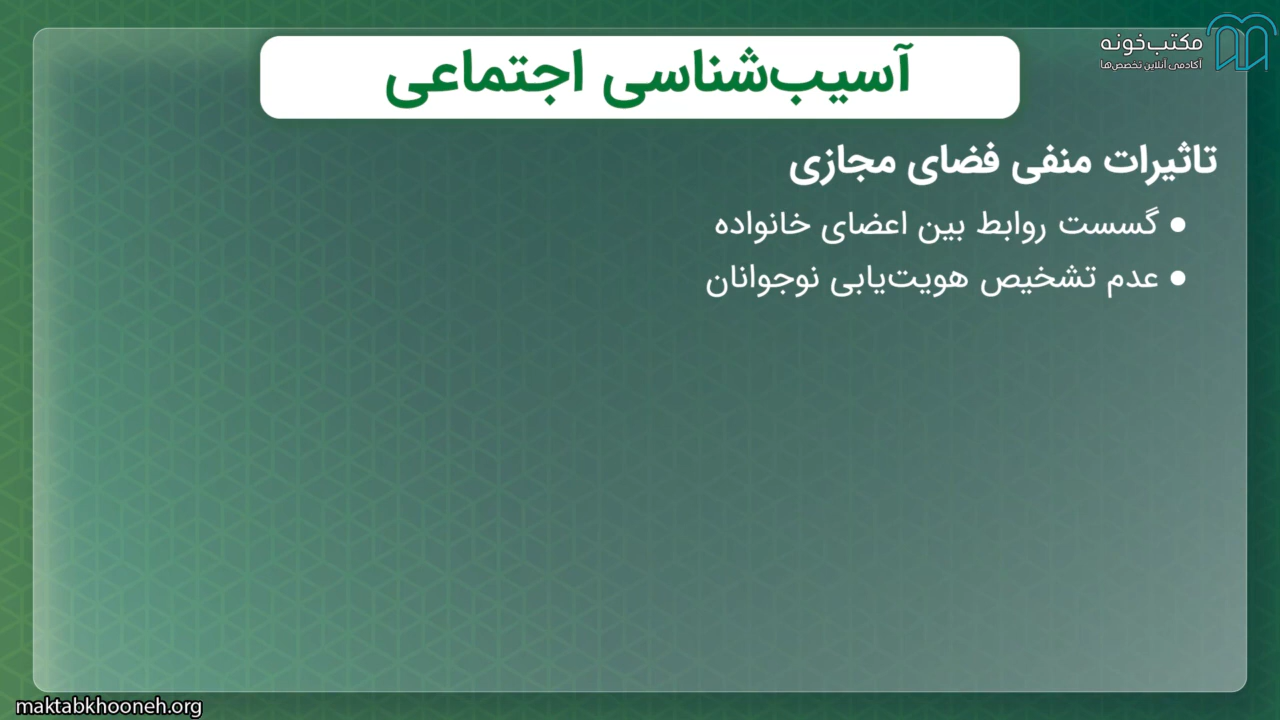 مکتب‌خونه
آکادمی آنلاین تخصص‌ها
آسیب‌شناسی اجتماعی
تاثیرات منفی فضای مجازی
● گسست روابط بین اعضای خانواده
● عدم تشخیص هویت‌یابی نوجوانان
maktabkhooneh.org